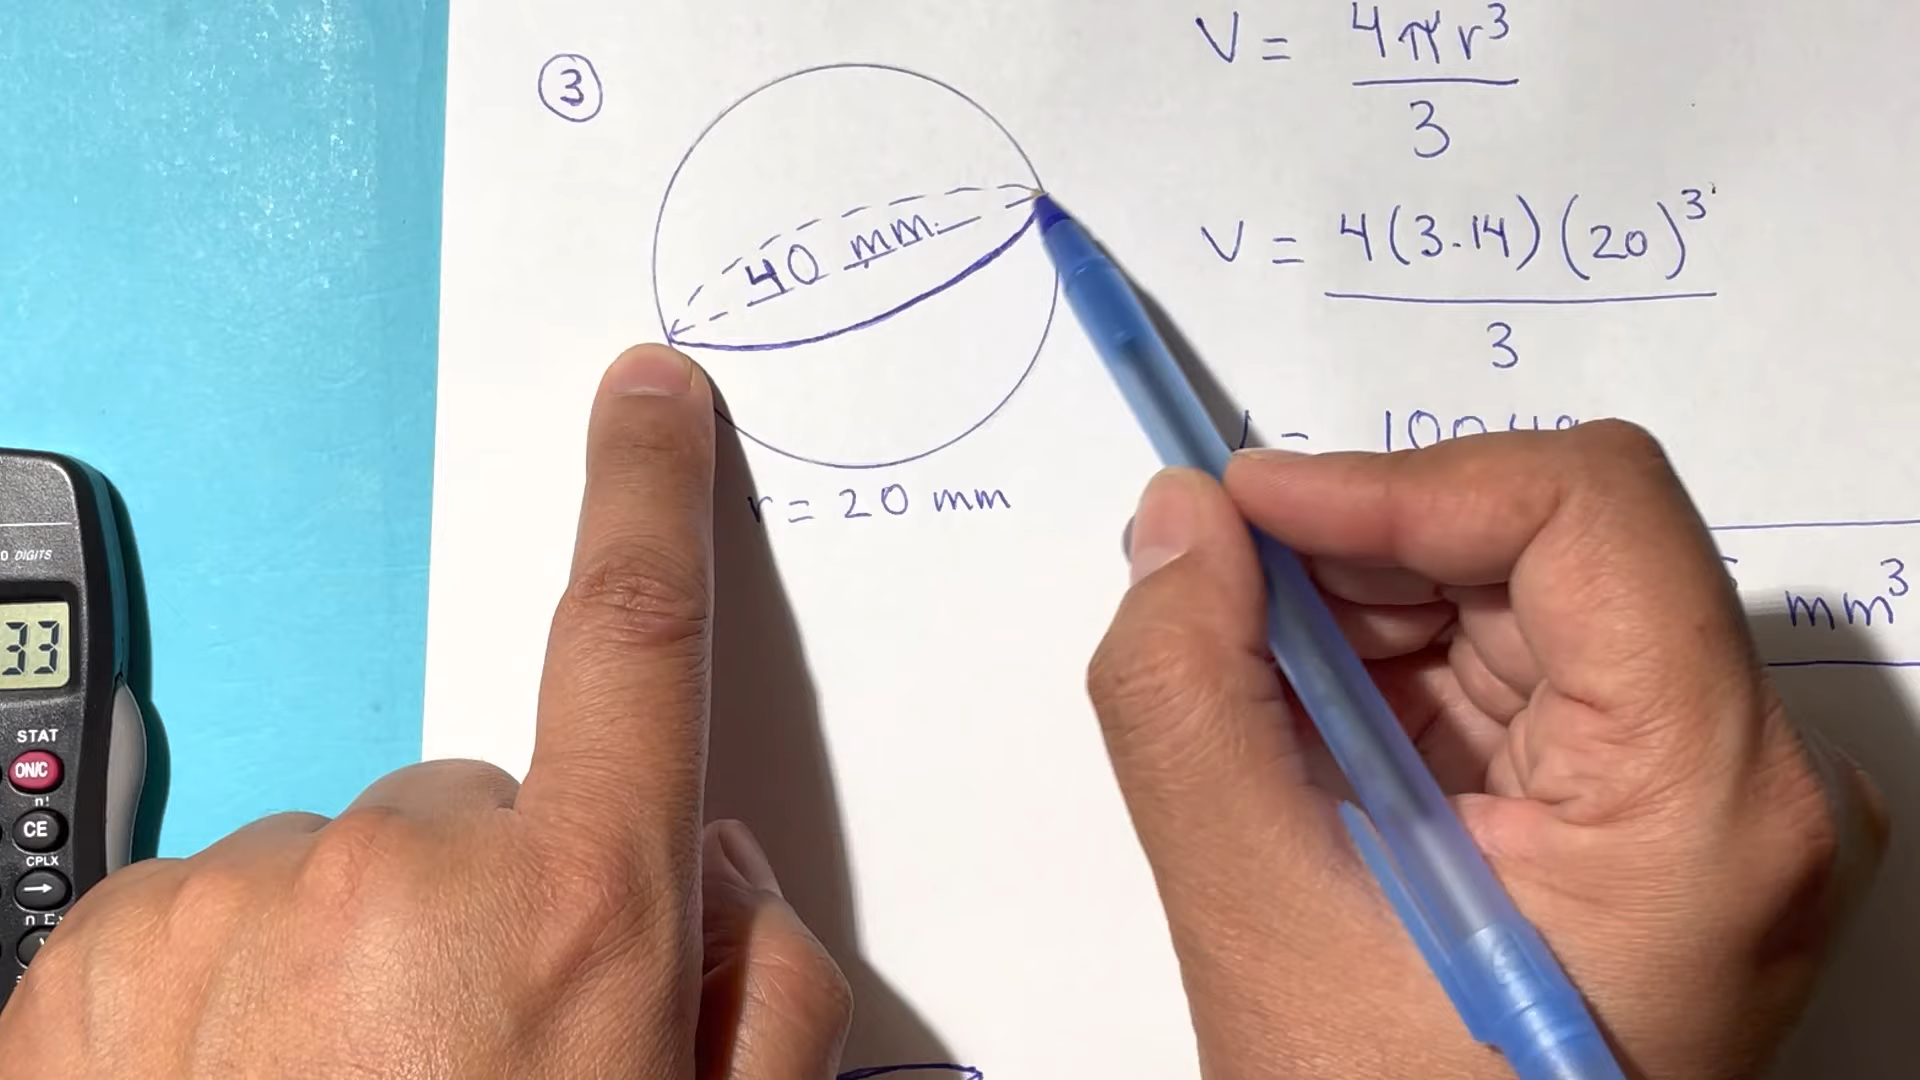 ③
40 mm
r = 20 mm
V = 4πr³
3
V = 4(3.14)(20)³
3
mm³
DIGITS
33
STAT
ON/C
n!
CE
CPLX
→